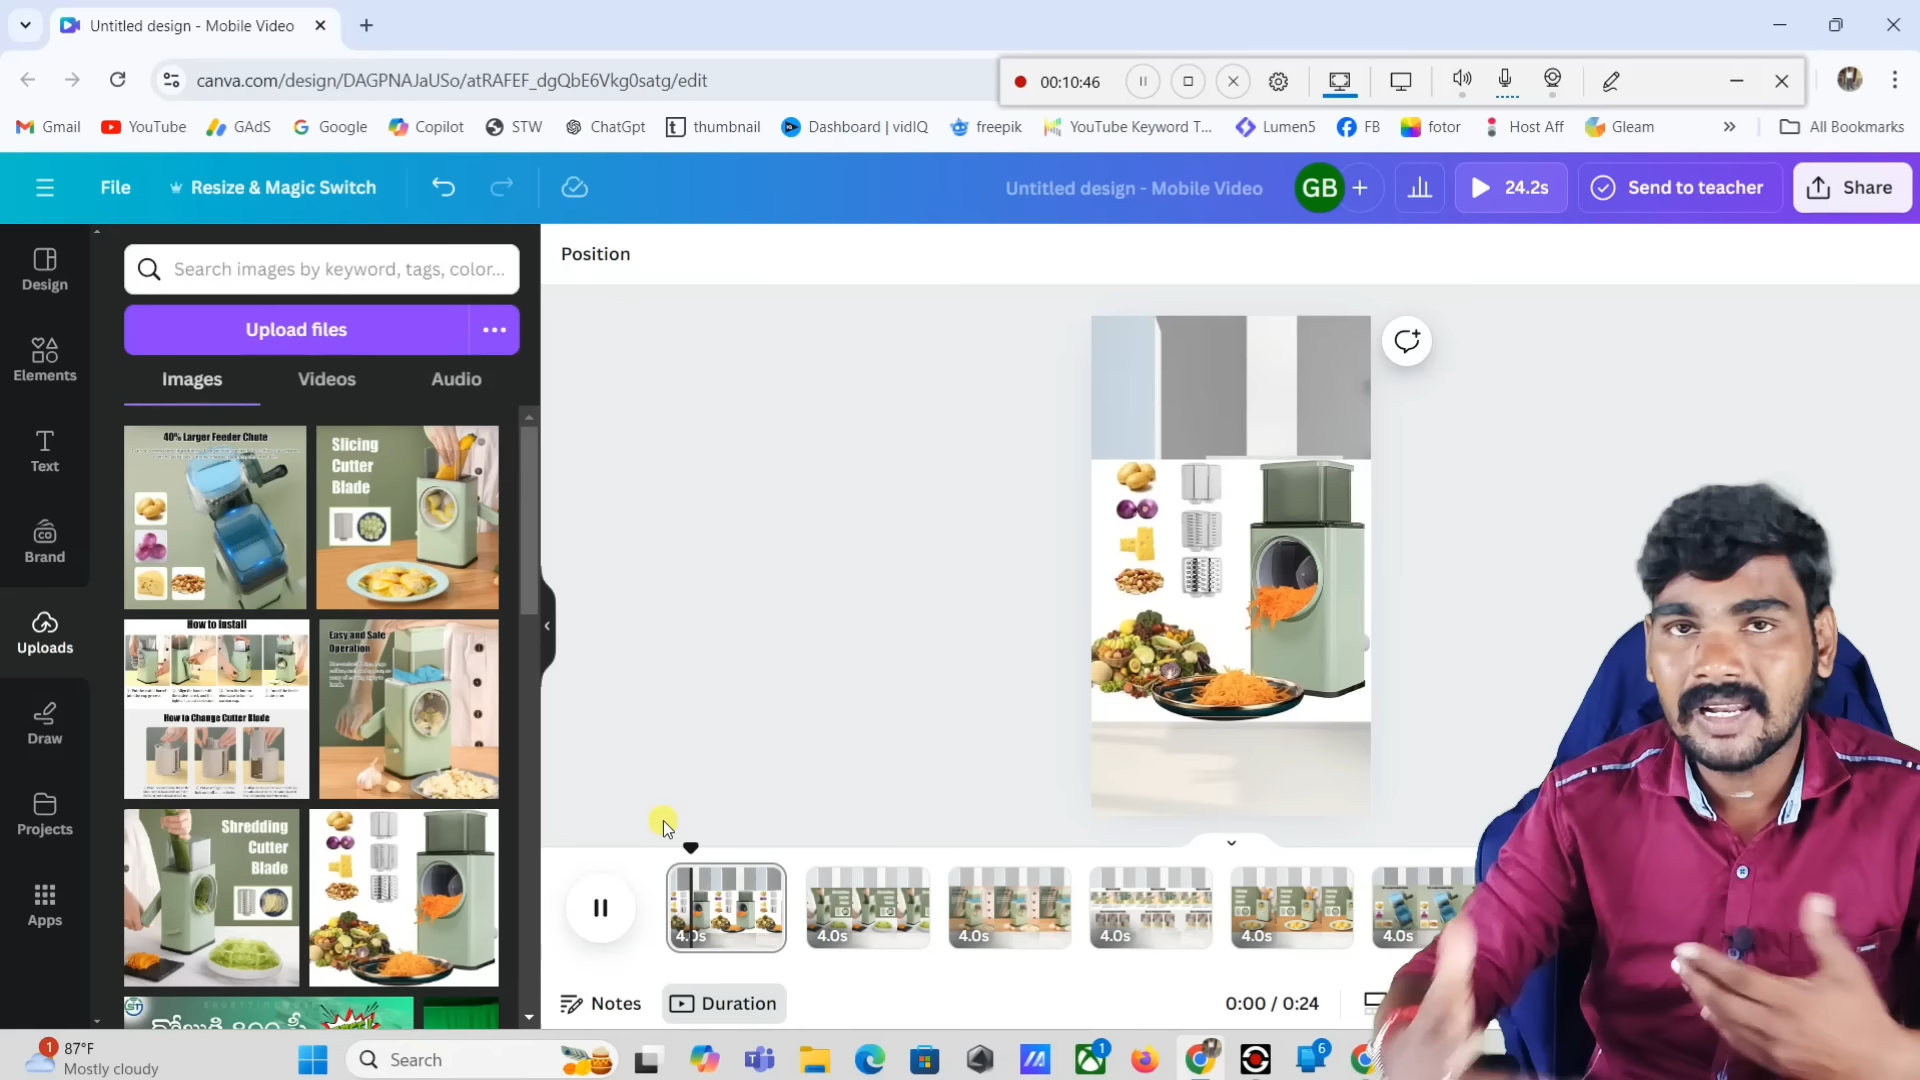 Untitled design - Mobile Video
canva.com/design/DAGPNAJaUSo/atRAFEF_dgQbE6Vkg0satg/edit
00:10:46
Gmail
YouTube
GAdS
Google
Copilot
STW
ChatGpt
thumbnail
Dashboard | vidIQ
freepik
YouTube Keyword T...
Lumen5
FB
fotor
Host Aff
Gleam
All Bookmarks
File
Resize & Magic Switch
Untitled design - Mobile Video
GB
24.2s
Send to teacher
Share
Design
Elements
Text
Brand
Uploads
Draw
Projects
Apps
Search images by keyword, tags, color...
Upload files
Images
Videos
Audio
40% Larger Feeder Chute
Slicing
Cutter
Blade
How to Install
How to Change Cutter Blade
Easy and Safe
Operation
Shredding
Cutter
Blade
Position
4.0s
4.0s
4.0s
4.0s
4.0s
4.0s
Notes
Duration
0:00 / 0:24
1
87°F
Mostly cloudy
Search
1
6